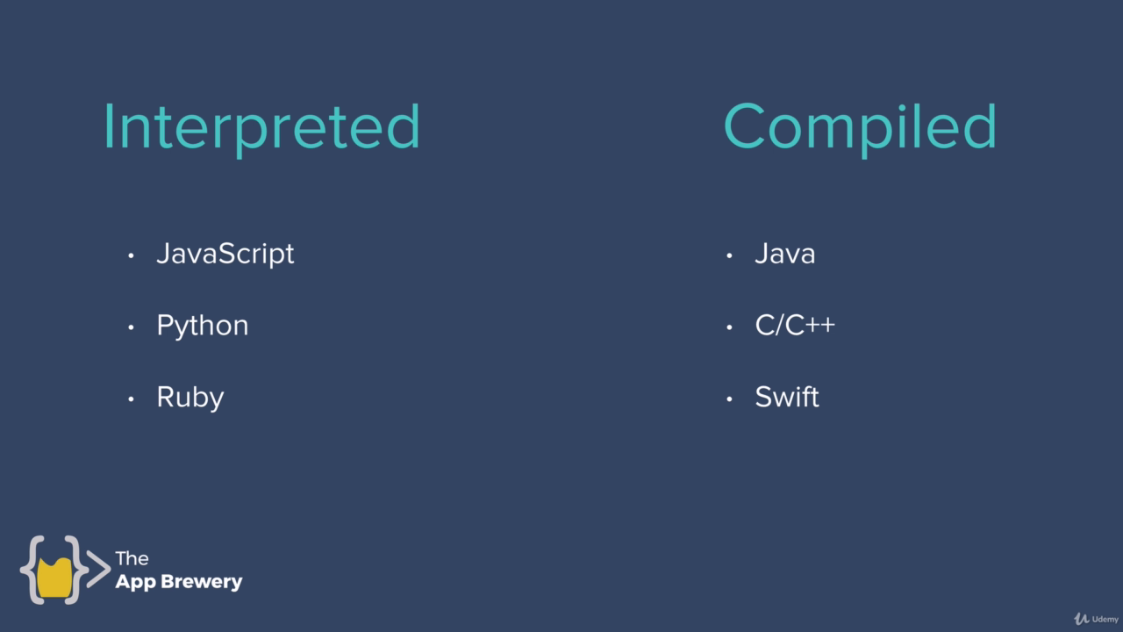 Interpreted
Compiled
• JavaScript
• Python
• Ruby
• Java
• C/C++
• Swift
The
App Brewery
Udemy